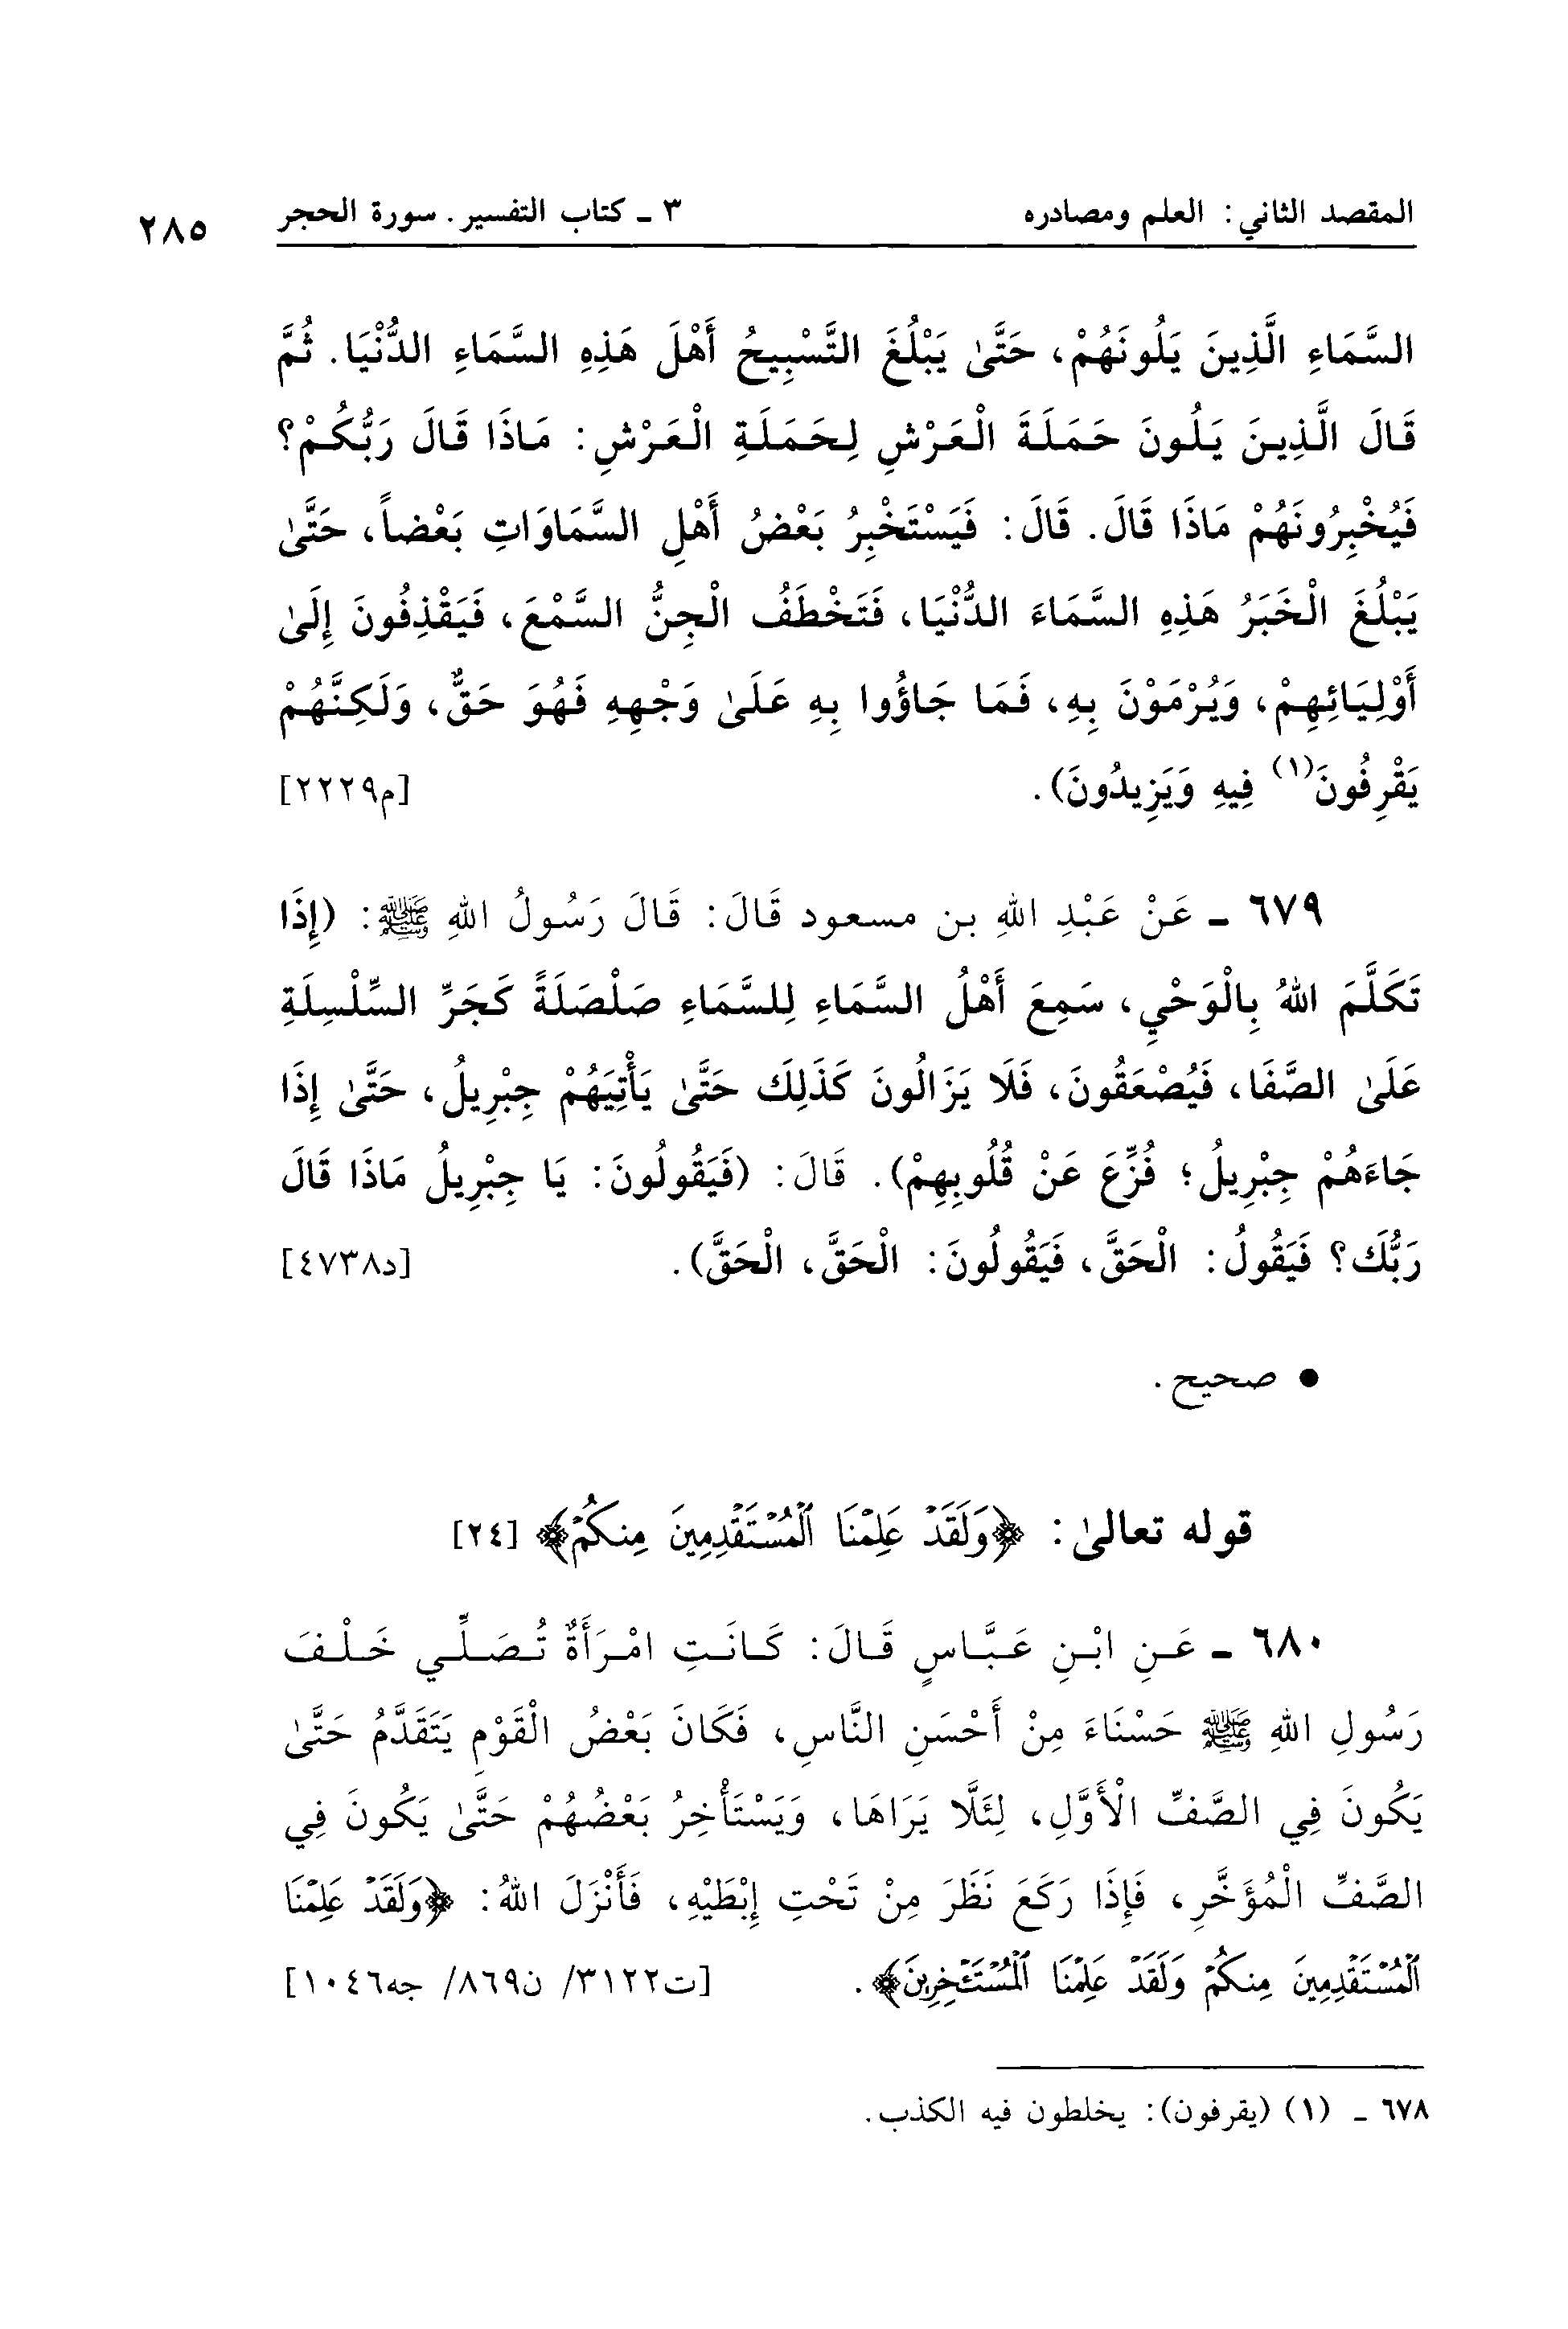 المقصد الثاني: العلم ومصادره ٣ ـ كتاب التفسير. سورة الحجر ٢٨٥
السَّمَاءِ الَّذِينَ يَلُونَهُمْ، حَتَّىٰ يَبْلُغَ التَّسْبِيحُ أَهْلَ هَذِهِ السَّمَاءِ الدُّنْيَا. ثُمَّ
قَالَ الَّذِينَ يَلُونَ حَمَلَةَ الْعَرْشِ لِحَمَلَةِ الْعَرْشِ: مَاذَا قَالَ رَبُّكُمْ؟
فَيُخْبِرُونَهُمْ مَاذَا قَالَ. قَالَ: فَيَسْتَخْبِرُ بَعْضُ أَهْلِ السَّمَاوَاتِ بَعْضاً، حَتَّىٰ
يَبْلُغَ الْخَبَرُ هَذِهِ السَّمَاءَ الدُّنْيَا، فَتَخْطَفُ الْجِنُّ السَّمْعَ، فَيَقْذِفُونَ إِلَىٰ
أَوْلِيَائِهِمْ، وَيُرْمَوْنَ بِهِ، فَمَا جَاؤُوا بِهِ عَلَىٰ وَجْهِهِ فَهُوَ حَقٌّ، وَلَكِنَّهُمْ
يَقْرِفُونَ(١) فِيهِ وَيَزِيدُونَ). [م٢٢٢٩]
٦٧٩ ـ عَنْ عَبْدِ اللهِ بن مسعود قَالَ: قَالَ رَسُولُ اللهِ ﷺ: (إِذَا
تَكَلَّمَ اللهُ بِالْوَحْيِ، سَمِعَ أَهْلُ السَّمَاءِ لِلسَّمَاءِ صَلْصَلَةً كَجَرِّ السِّلْسِلَةِ
عَلَىٰ الصَّفَا، فَيُصْعَقُونَ، فَلَا يَزَالُونَ كَذَلِكَ حَتَّىٰ يَأْتِيَهُمْ جِبْرِيلُ، حَتَّىٰ إِذَا
جَاءَهُمْ جِبْرِيلُ؛ فُزِّعَ عَنْ قُلُوبِهِمْ). قَالَ: (فَيَقُولُونَ: يَا جِبْرِيلُ مَاذَا قَالَ
رَبُّكَ؟ فَيَقُولُ: الْحَقَّ، فَيَقُولُونَ: الْحَقَّ، الْحَقَّ). [د٤٧٣٨]
● صحيح.
قوله تعالىٰ: ﴿وَلَقَدْ عَلِمْنَا ٱلْمُسْتَقْدِمِينَ مِنكُمْ﴾ [٢٤]
٦٨٠ ـ عَنِ ابْنِ عَبَّاسٍ قَالَ: كَانَتِ امْرَأَةٌ تُصَلِّي خَلْفَ
رَسُولِ اللهِ ﷺ حَسْنَاءَ مِنْ أَحْسَنِ النَّاسِ، فَكَانَ بَعْضُ الْقَوْمِ يَتَقَدَّمُ حَتَّىٰ
يَكُونَ فِي الصَّفِّ الْأَوَّلِ، لِئَلَّا يَرَاهَا، وَيَسْتَأْخِرُ بَعْضُهُمْ حَتَّىٰ يَكُونَ فِي
الصَّفِّ الْمُؤَخَّرِ، فَإِذَا رَكَعَ نَظَرَ مِنْ تَحْتِ إِبْطَيْهِ، فَأَنْزَلَ اللهُ: ﴿وَلَقَدْ عَلِمْنَا
ٱلْمُسْتَقْدِمِينَ مِنكُمْ وَلَقَدْ عَلِمْنَا ٱلْمُسْتَـْٔخِرِينَ﴾. [ت٣١٢٢/ ن٨٦٩/ جه١٠٤٦]
٦٧٨ ـ (١) (يقرفون): يخلطون فيه الكذب.